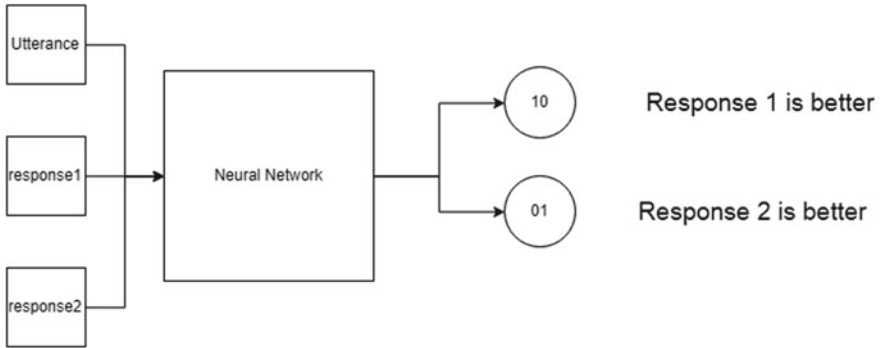 Utterance
response1
response2
Neural Network
10
Response 1 is better
01
Response 2 is better